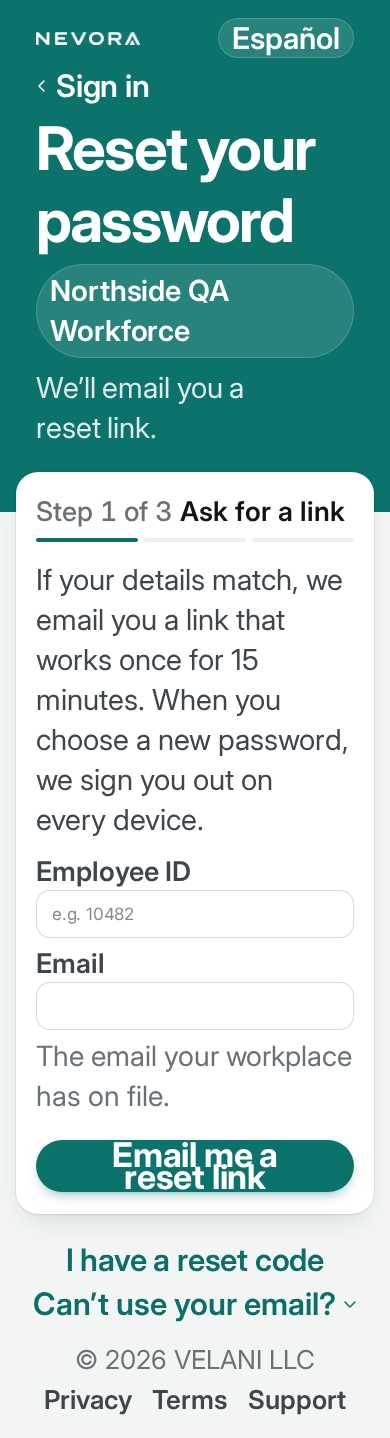 NEVORA
Español
Sign in
Reset your
password
Northside QA
Workforce
We’ll email you a
reset link.
Step 1 of 3 Ask for a link
If your details match, we
email you a link that
works once for 15
minutes. When you
choose a new password,
we sign you out on
every device.
Employee ID
e.g. 10482
Email
The email your workplace
has on file.
Email me a
reset link
I have a reset code
Can’t use your email?
© 2026 VELANI LLC
Privacy Terms Support